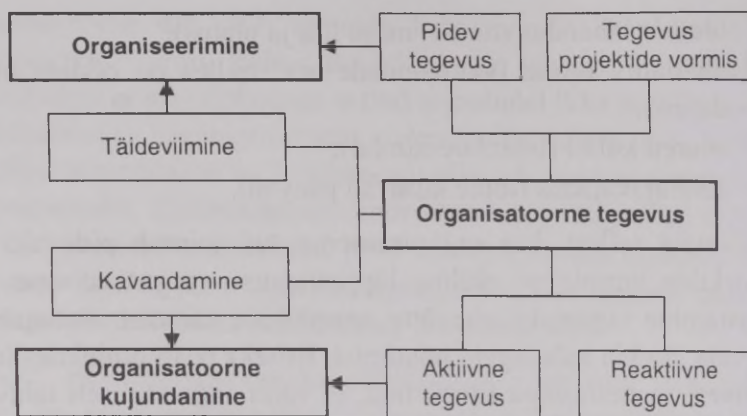 Organiseerimine
Pidev
tegevus
Tegevus
projektide vormis
Täideviimine
Organisatoorne tegevus
Kavandamine
Organisatoorne
kujundamine
Aktiivne
tegevus
Reaktiivne
tegevus